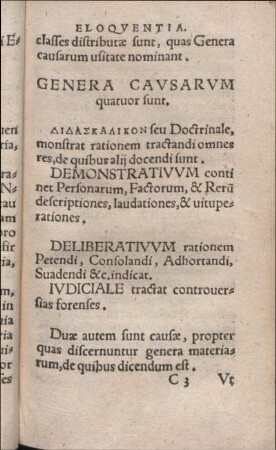 ELOQVENTIA.
classes distributæ sunt, quas Genera
causarum usitate nominant.
GENERA CAVSARVM
quatuor sunt.
ΔΙΔΑΣΚΑΛΙΚΟΝ seu Doctrinale,
monstrat rationem tractandi omnes
res, de quibus alij docendi sunt.
DEMONSTRATIVVM conti
net Personarum, Factorum, & Rerū
descriptiones, laudationes, & vitupe-
rationes.
DELIBERATIVVM rationem
Petendi, Consolandi, Adhortandi,
Suadendi &c. indicat.
IVDICIALE tractat controuer-
sias forenses.
Duæ autem sunt causæ, propter
quas discernuntur genera materia-
rum, de quibus dicendum est.
C 3 Vt